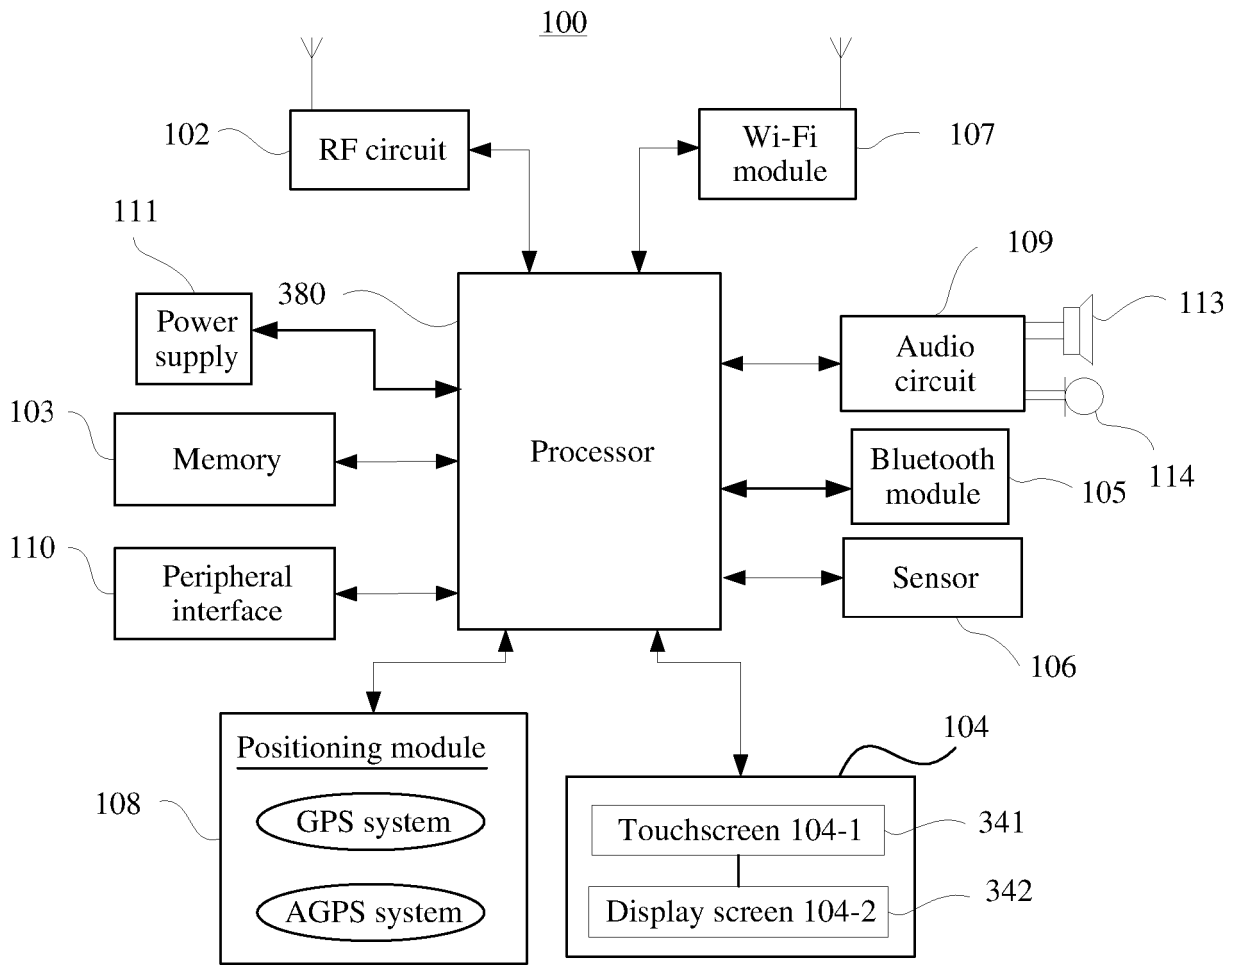 100
102
RF circuit
Wi-Fi
module
107
111
109
380
113
Power
supply
Audio
circuit
103
Memory
Processor
Bluetooth
module
114
105
110
Peripheral
interface
Sensor
106
Positioning module
104
108
GPS system
Touchscreen 104-1
341
AGPS system
Display screen 104-2
342